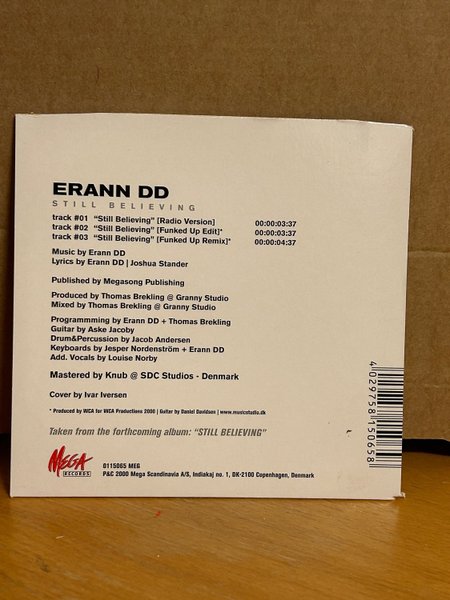 ERANN DD
STILL BELIEVING
track #01 "Still Believing" [Radio Version] 00:00:03:37
track #02 "Still Believing" [Funked Up Edit]* 00:00:03:37
track #03 "Still Believing" [Funked Up Remix]* 00:00:04:37
Music by Erann DD
Lyrics by Erann DD | Joshua Stander
Published by Megasong Publishing
Produced by Thomas Brekling @ Granny Studio
Mixed by Thomas Brekling @ Granny Studio
Programmming by Erann DD + Thomas Brekling
Guitar by Aske Jacoby
Drum&Percussion by Jacob Andersen
Keyboards by Jesper Nordenström + Erann DD
Add. Vocals by Louise Norby
Mastered by Knub @ SDC Studios - Denmark
Cover by Ivar Iversen
* Produced by WCA for WCA Productions 2000 | Guitar by Daniel Davidsen | www.musicstudio.dk
Taken from the forthcoming album: "STILL BELIEVING"
MEGA
RECORDS
0115065 MEG
P&C 2000 Mega Scandinavia A/S, Indiakaj no. 1, DK-2100 Copenhagen, Denmark
4 029758 150658